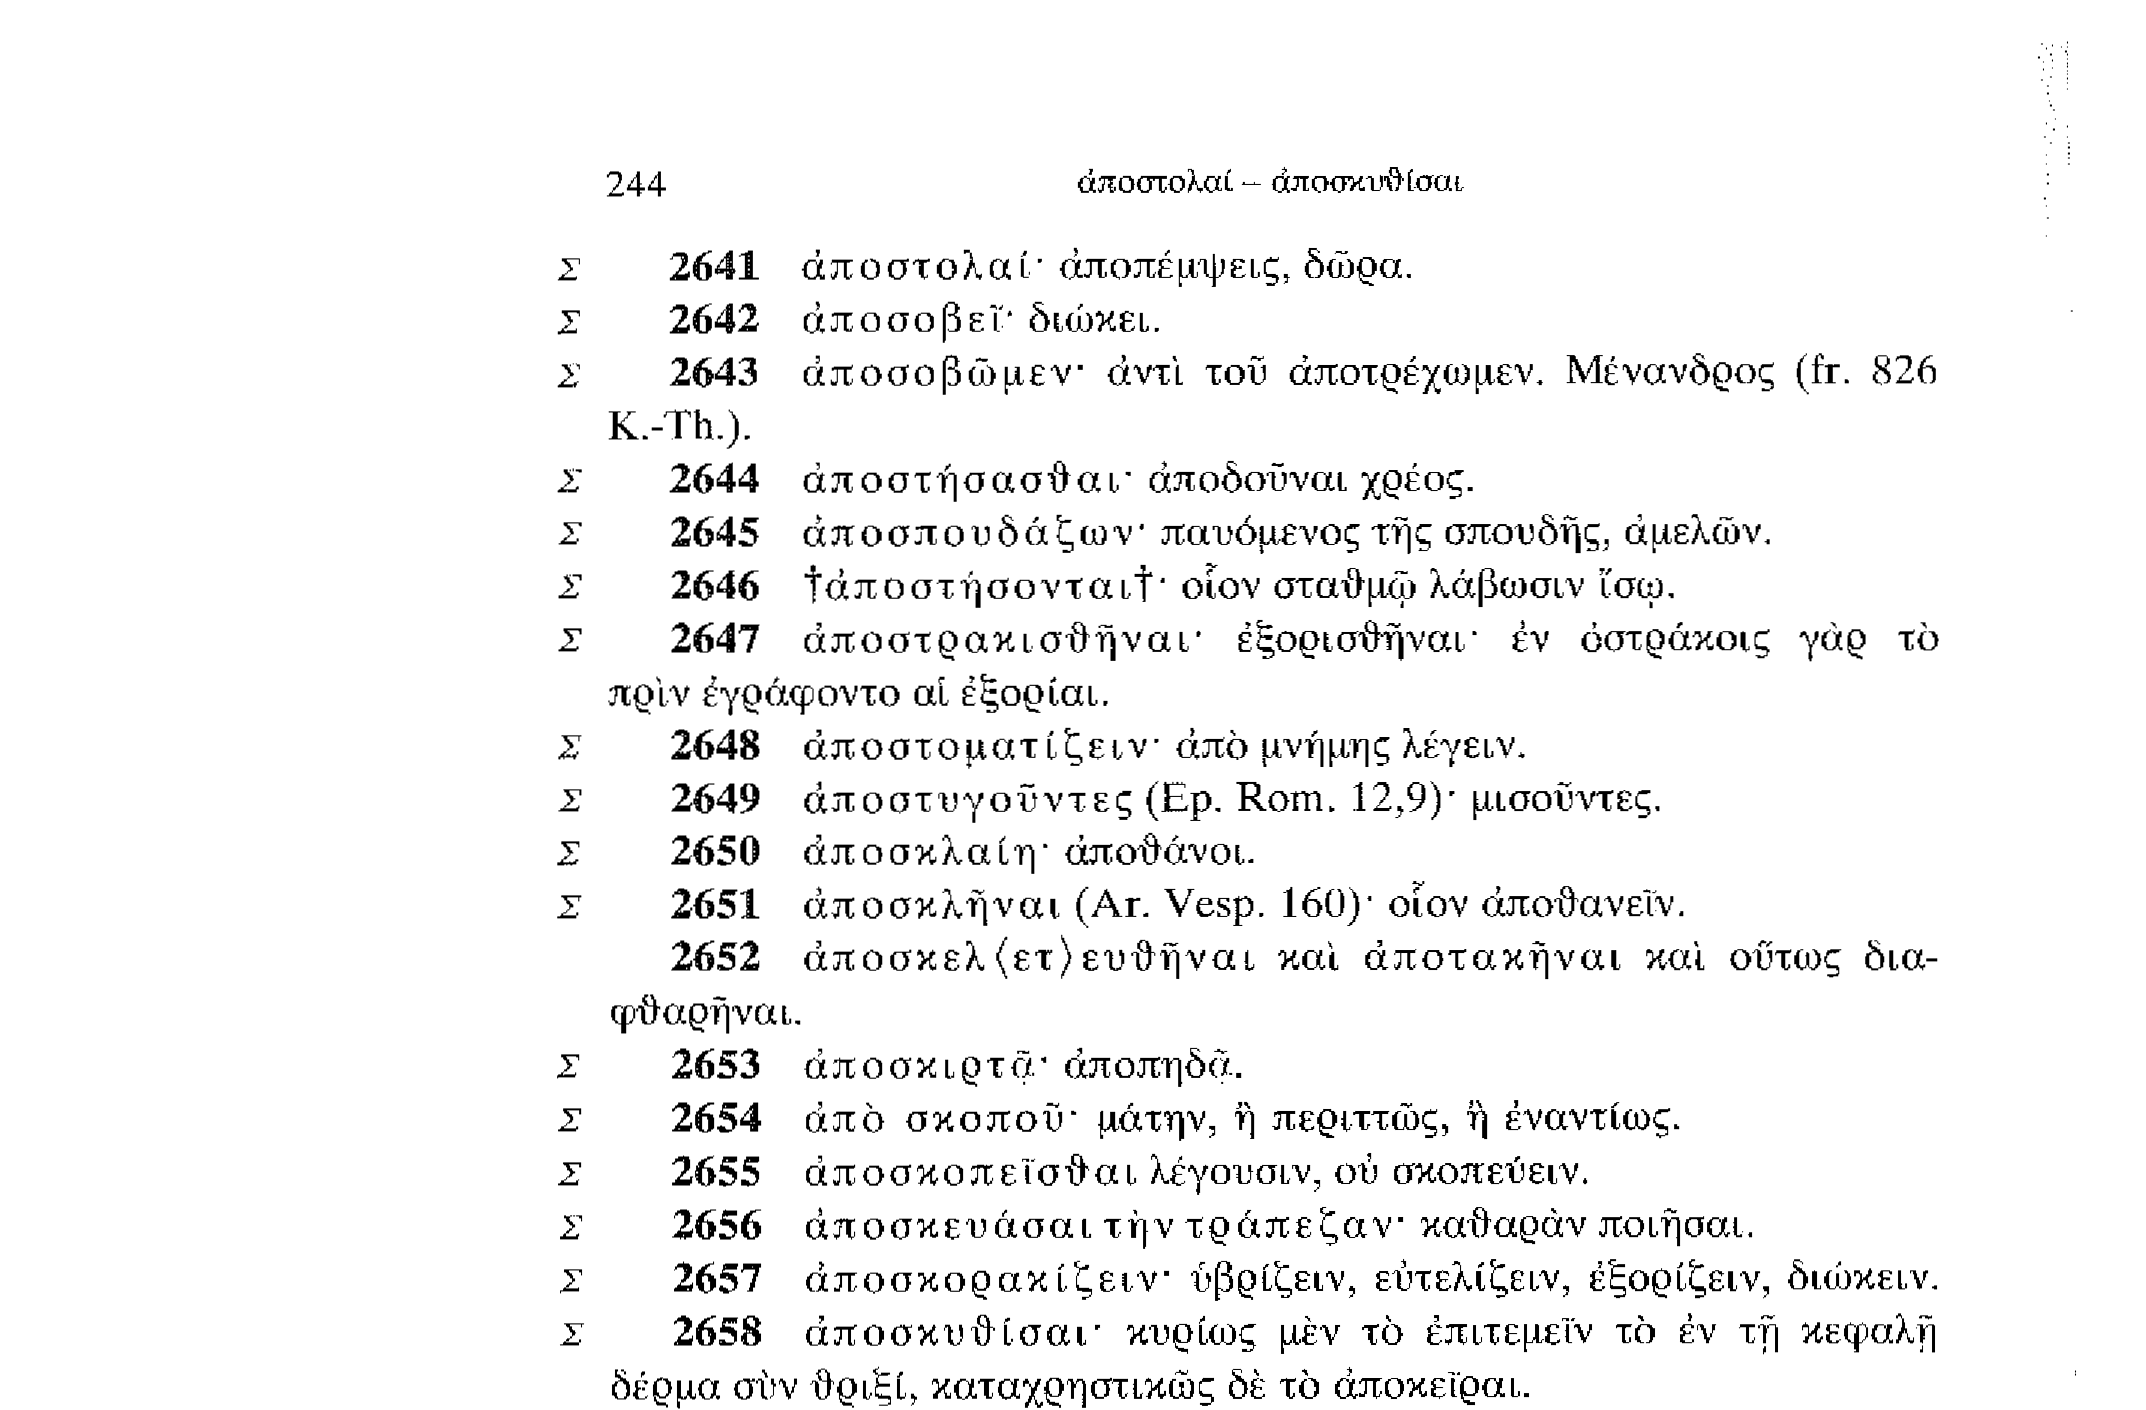 244 ἀποστολαί – ἀποσκυθίσαι
Σ 2641 ἀποστολαί· ἀποπέμψεις, δῶρα.
Σ 2642 ἀποσοβεῖ· διώκει.
Σ 2643 ἀποσοβῶμεν· ἀντὶ τοῦ ἀποτρέχωμεν. Μένανδρος (fr. 826
K.-Th.).
Σ 2644 ἀποστήσασθαι· ἀποδοῦναι χρέος.
Σ 2645 ἀποσπουδάζων· παυόμενος τῆς σπουδῆς, ἀμελῶν.
Σ 2646 †ἀποστήσονται†· οἷον σταθμῷ λάβωσιν ἴσῳ.
Σ 2647 ἀποστρακισθῆναι· ἐξορισθῆναι· ἐν ὀστράκοις γὰρ τὸ
πρὶν ἐγράφοντο αἱ ἐξορίαι.
Σ 2648 ἀποστοματίζειν· ἀπὸ μνήμης λέγειν.
Σ 2649 ἀποστυγοῦντες (Ep. Rom. 12,9)· μισοῦντες.
Σ 2650 ἀποσκλαίη· ἀποθάνοι.
Σ 2651 ἀποσκλῆναι (Ar. Vesp. 160)· οἷον ἀποθανεῖν.
2652 ἀποσκελ⟨ετ⟩ευθῆναι καὶ ἀποτακῆναι καὶ οὕτως δια-
φθαρῆναι.
Σ 2653 ἀποσκιρτᾷ· ἀποπηδᾷ.
Σ 2654 ἀπὸ σκοποῦ· μάτην, ἢ περιττῶς, ἢ ἐναντίως.
Σ 2655 ἀποσκοπεῖσθαι λέγουσιν, οὐ σκοπεύειν.
Σ 2656 ἀποσκευάσαι τὴν τράπεζαν· καθαρὰν ποιῆσαι.
Σ 2657 ἀποσκορακίζειν· ὑβρίζειν, εὐτελίζειν, ἐξορίζειν, διώκειν.
Σ 2658 ἀποσκυθίσαι· κυρίως μὲν τὸ ἐπιτεμεῖν τὸ ἐν τῇ κεφαλῇ
δέρμα σὺν θριξί, καταχρηστικῶς δὲ τὸ ἀποκεῖραι.